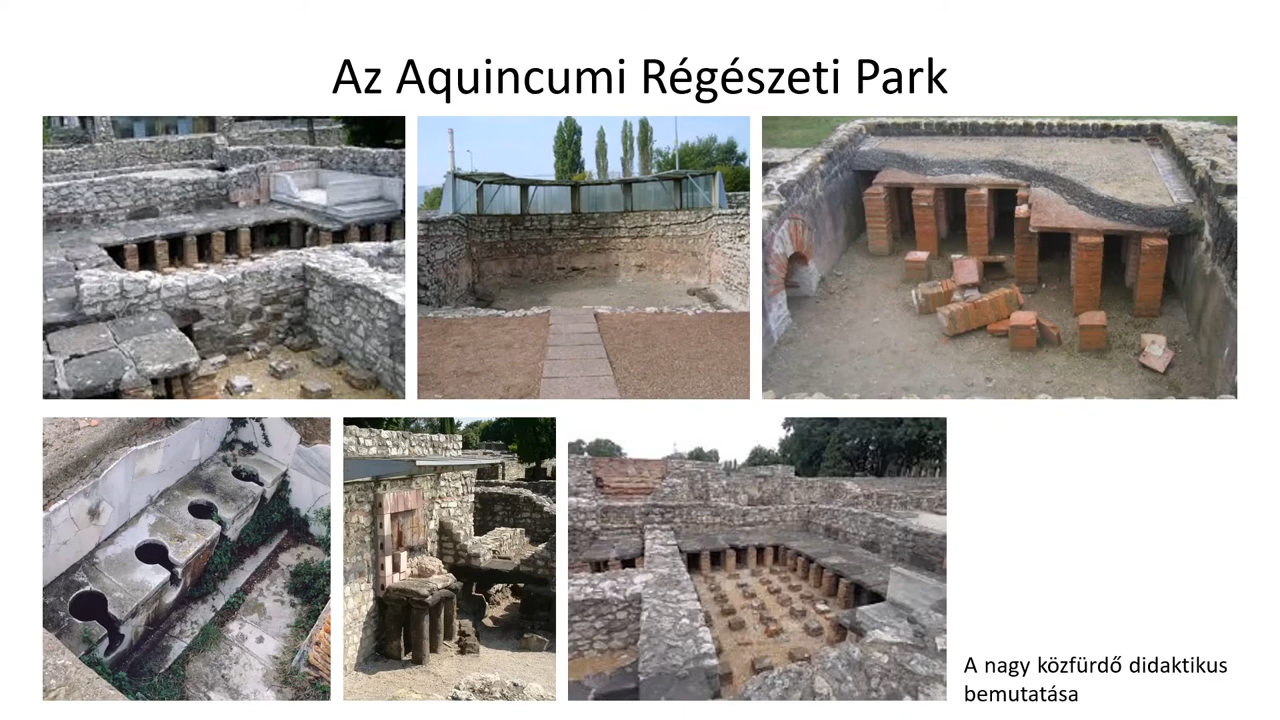 Az Aquincumi Régészeti Park
A nagy közfürdő didaktikus
bemutatása